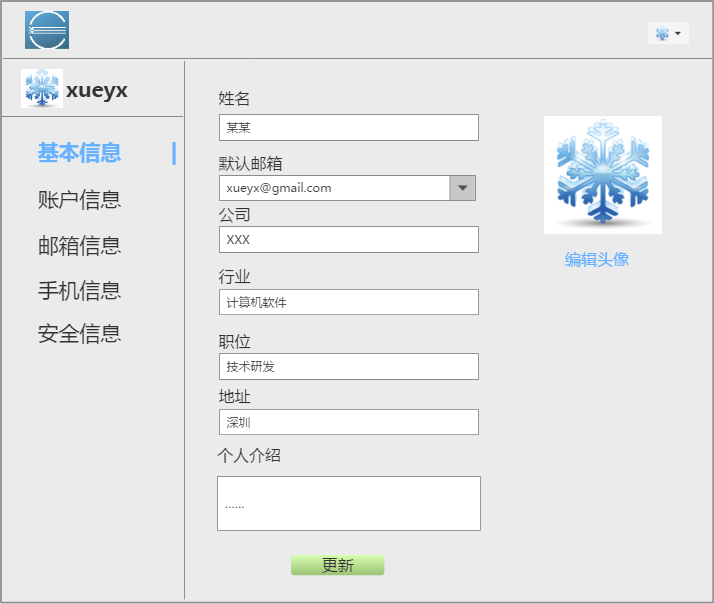 xueyx
基本信息
账户信息
邮箱信息
手机信息
安全信息
姓名
某某
默认邮箱
xueyx@gmail.com
公司
XXX
行业
计算机软件
职位
技术研发
地址
深圳
个人介绍
......
更新
编辑头像